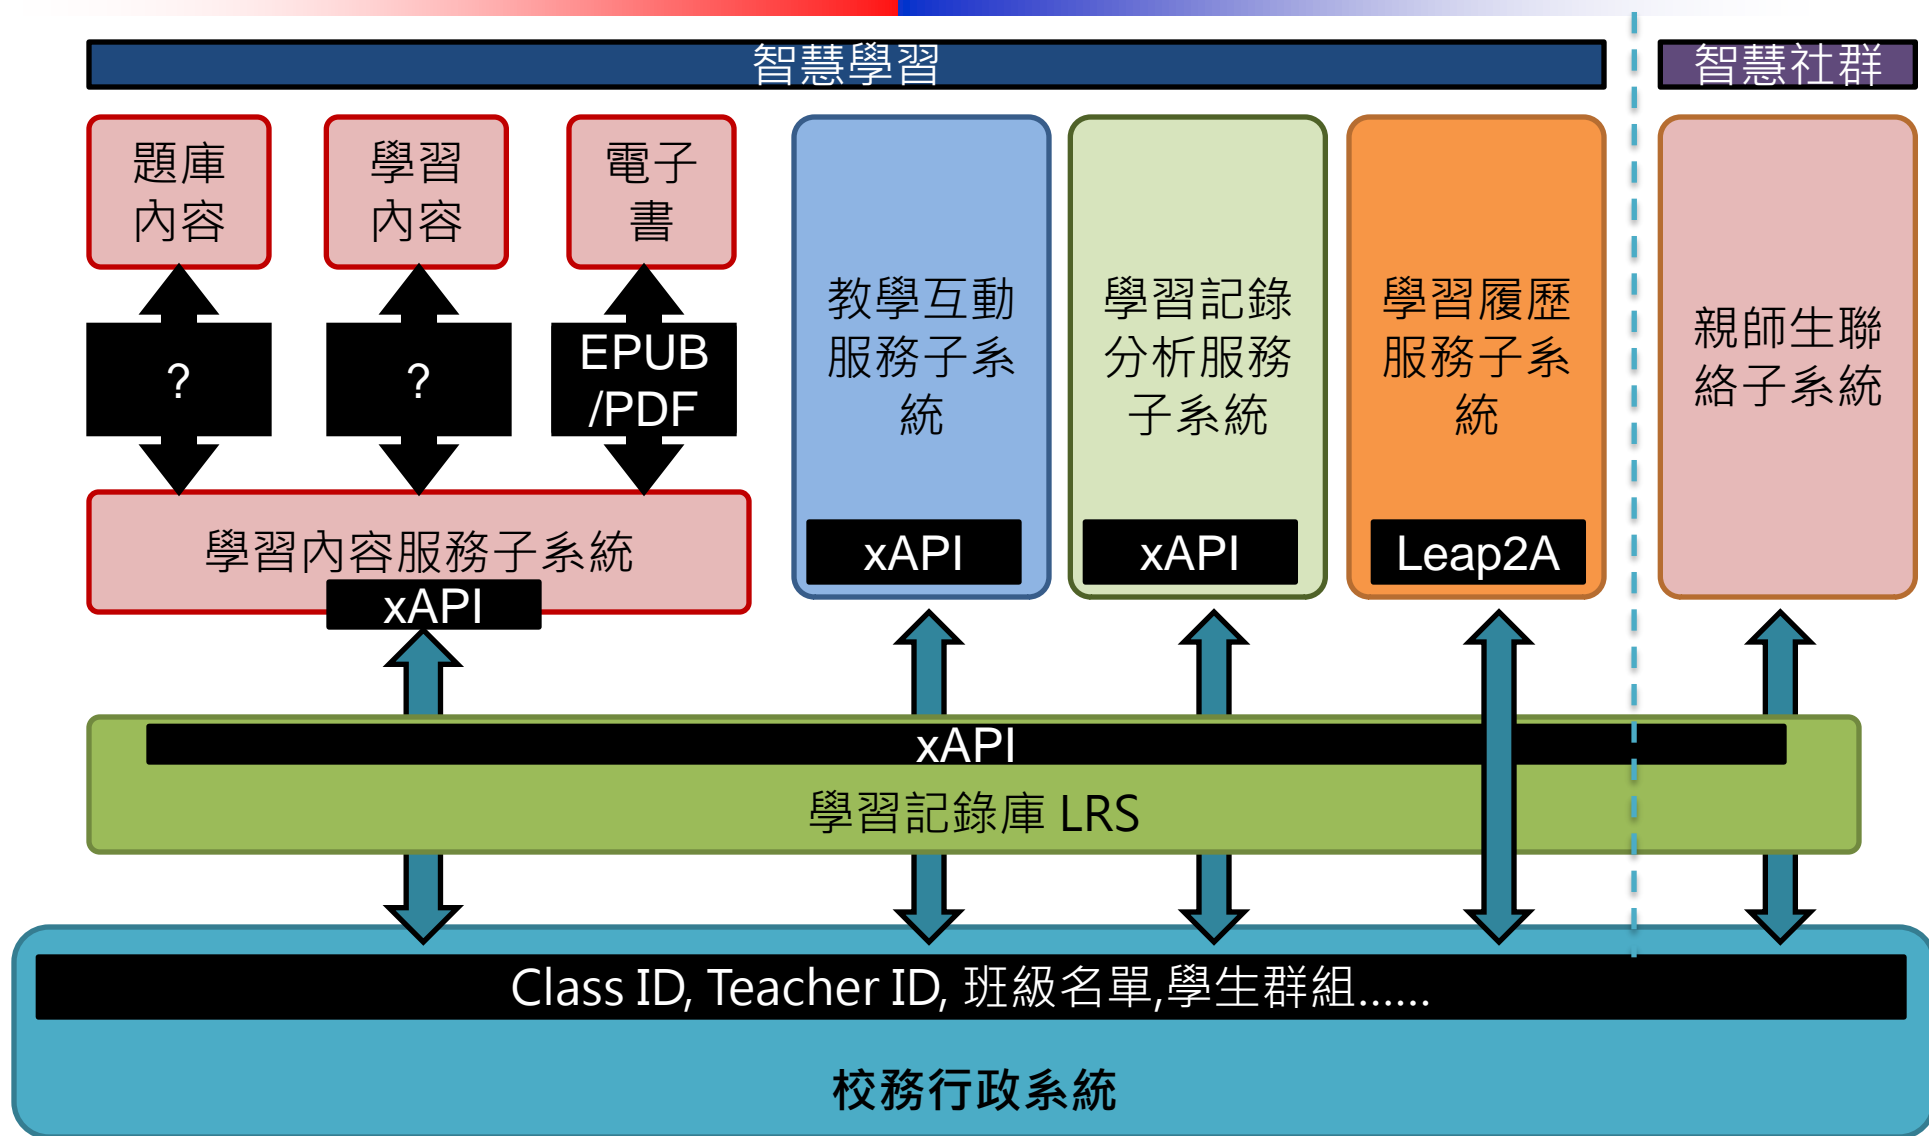 智慧學習
智慧社群
題庫
內容
學習
內容
電子
書
?
?
EPUB
/PDF
學習內容服務子系統
xAPI
教學互動
服務子系
統
xAPI
學習記錄
分析服務
子系統
xAPI
學習履歷
服務子系
統
Leap2A
親師生聯
絡子系統
xAPI
學習記錄庫 LRS
Class ID, Teacher ID, 班級名單,學生群組......
校務行政系統